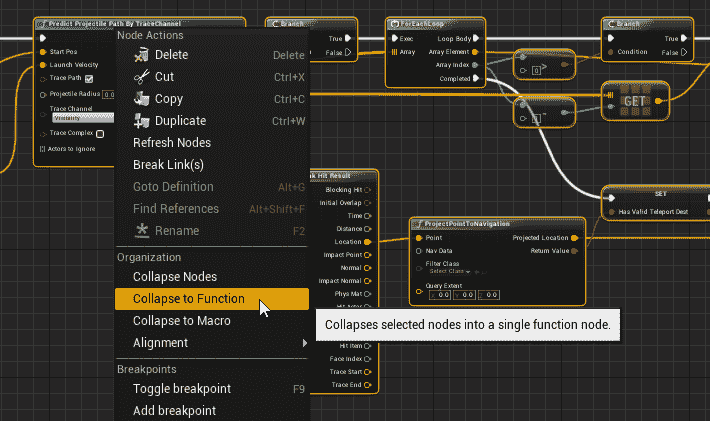 Predict Projectile Path By TraceChannel
Start Pos
Launch Velocity
Trace Path
Projectile Radius 0.0
Trace Channel
Visibility
Trace Complex
Actors to Ignore
Node Actions
Delete Delete
Cut Ctrl+X
Copy Ctrl+C
Duplicate Ctrl+W
Refresh Nodes
Break Link(s)
Goto Definition Alt+G
Find References Alt+Shift+F
Rename F2
Organization
Collapse Nodes
Collapse to Function
Collapse to Macro
Alignment
Breakpoints
Toggle breakpoint F9
Add breakpoint
Collapses selected nodes into a single function node.
Branch
True
False
ForEachLoop
Exec Loop Body
Array Array Element
Array Index
Completed
0 >
-
GET
Branch
True
Condition False
SET
Has Valid Teleport Dest
Hit Result
Blocking Hit
Initial Overlap
Time
Distance
Location
Impact Point
Normal
Impact Normal
Phys Mat
Hit Actor
Hit Item
Face Index
Trace Start
Trace End
ProjectPointToNavigation
Point Projected Location
Nav Data Return Value
Filter Class
Select Class
Query Extent
X 0.0 Y 0.0 Z 0.0